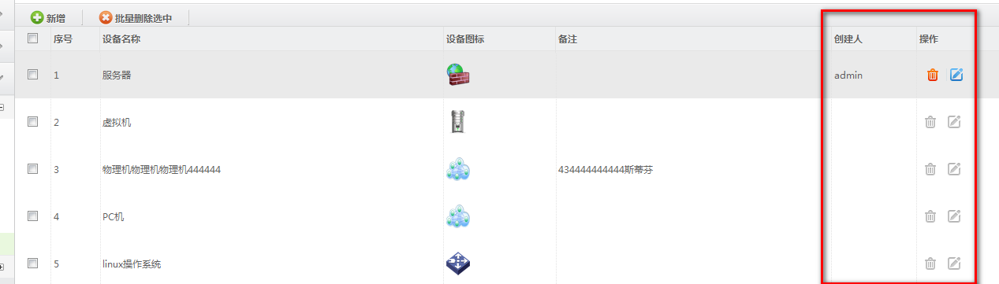 新增 批量删除选中
序号 设备名称 设备图标 备注 创建人 操作
1 服务器 admin
2 虚拟机
3 物理机物理机物理机444444 434444444444斯蒂芬
4 PC机
5 linux操作系统